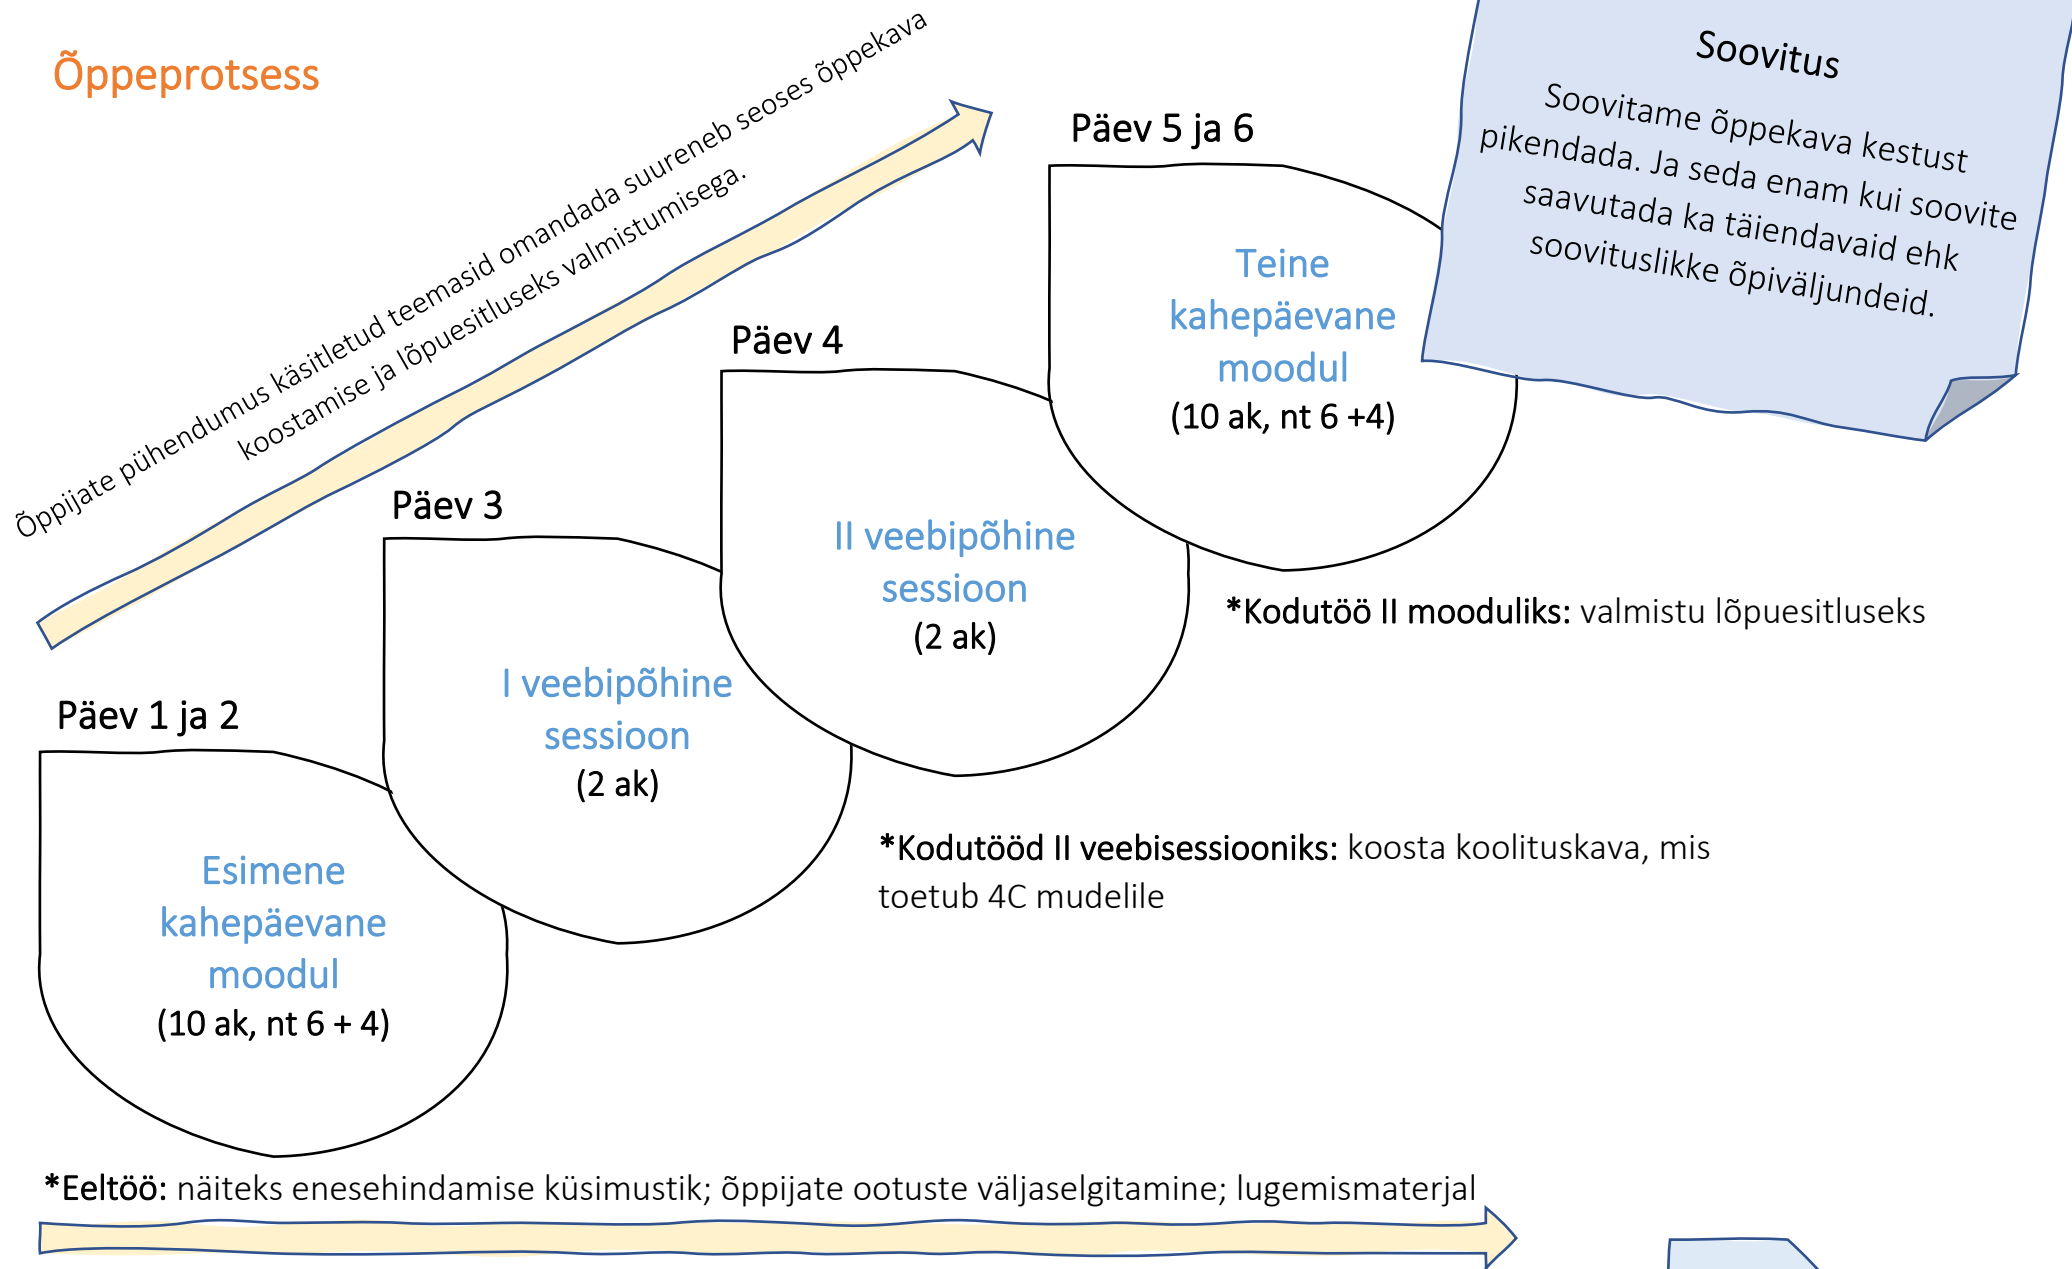 Õppeprotsess
Õppijate pühendumus käsitletud teemasid omandada suureneb seoses õppekava
koostamise ja lõpuesitluseks valmistumisega.
Soovitus
Soovitame õppekava kestust
pikendada. Ja seda enam kui soovite
saavutada ka täiendavaid ehk
soovituslikke õpiväljundeid.
Päev 5 ja 6
Teine
kahepäevane
moodul
(10 ak, nt 6 +4)
Päev 4
II veebipõhine
sessioon
(2 ak)
*Kodutöö II mooduliks: valmistu lõpuesitluseks
Päev 3
I veebipõhine
sessioon
(2 ak)
*Kodutööd II veebisessiooniks: koosta koolituskava, mis
toetub 4C mudelile
Päev 1 ja 2
Esimene
kahepäevane
moodul
(10 ak, nt 6 + 4)
*Eeltöö: näiteks enesehindamise küsimustik; õppijate ootuste väljaselgitamine; lugemismaterjal